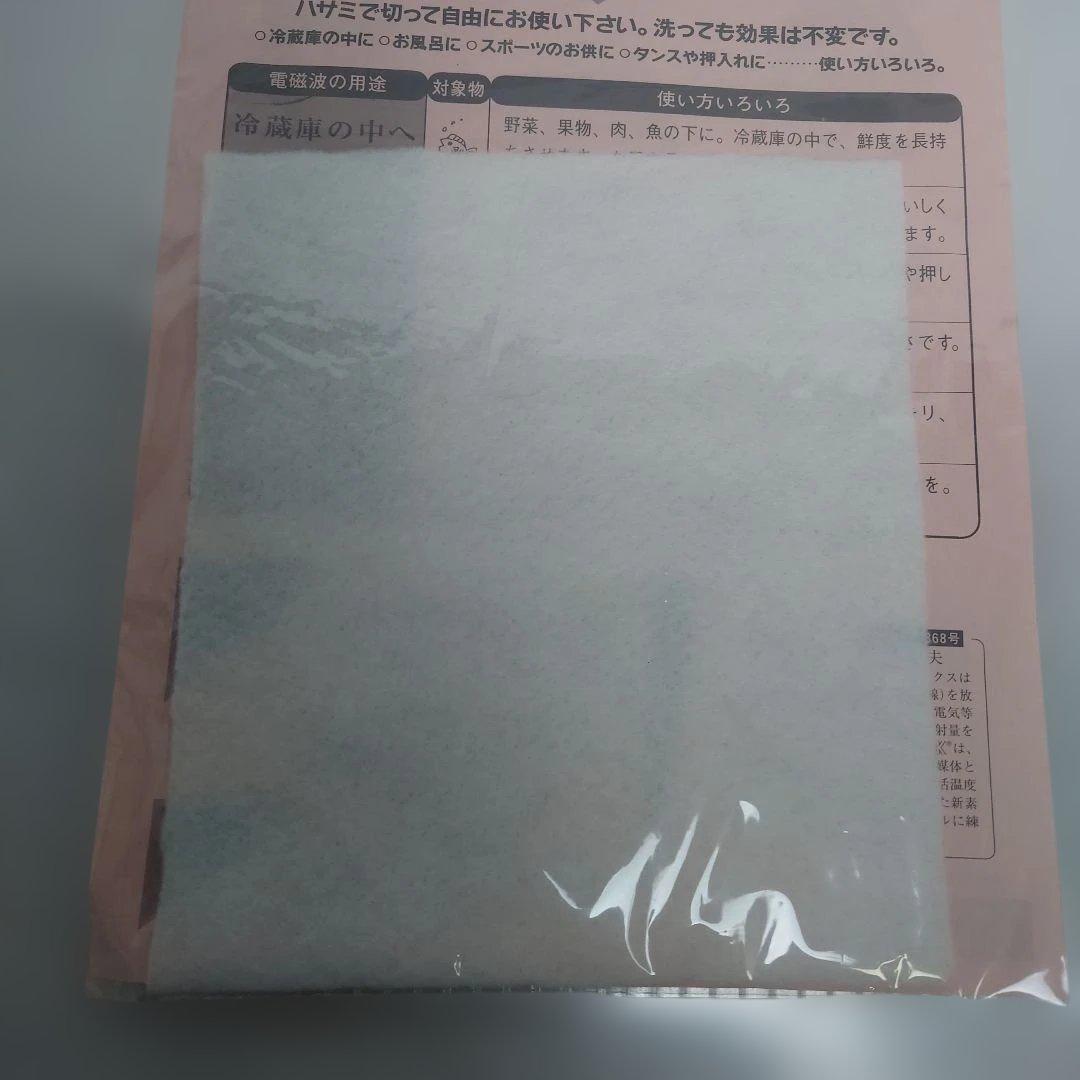 ハサミで切って自由にお使い下さい。洗っても効果は不変です。
○冷蔵庫の中に○お風呂に○スポーツのお供に○タンスや押入れに………使い方いろいろ。
電磁波の用途
対象物
使い方いろいろ
冷蔵庫の中へ
野菜、果物、肉、魚の下に。冷蔵庫の中で、鮮度を長持
いしく
ます。
や押し
さです。
リ、
を。
868号
夫
クスは
線)を放
電気等
射量を
は、
媒体と
活温度
た新素
ルに練